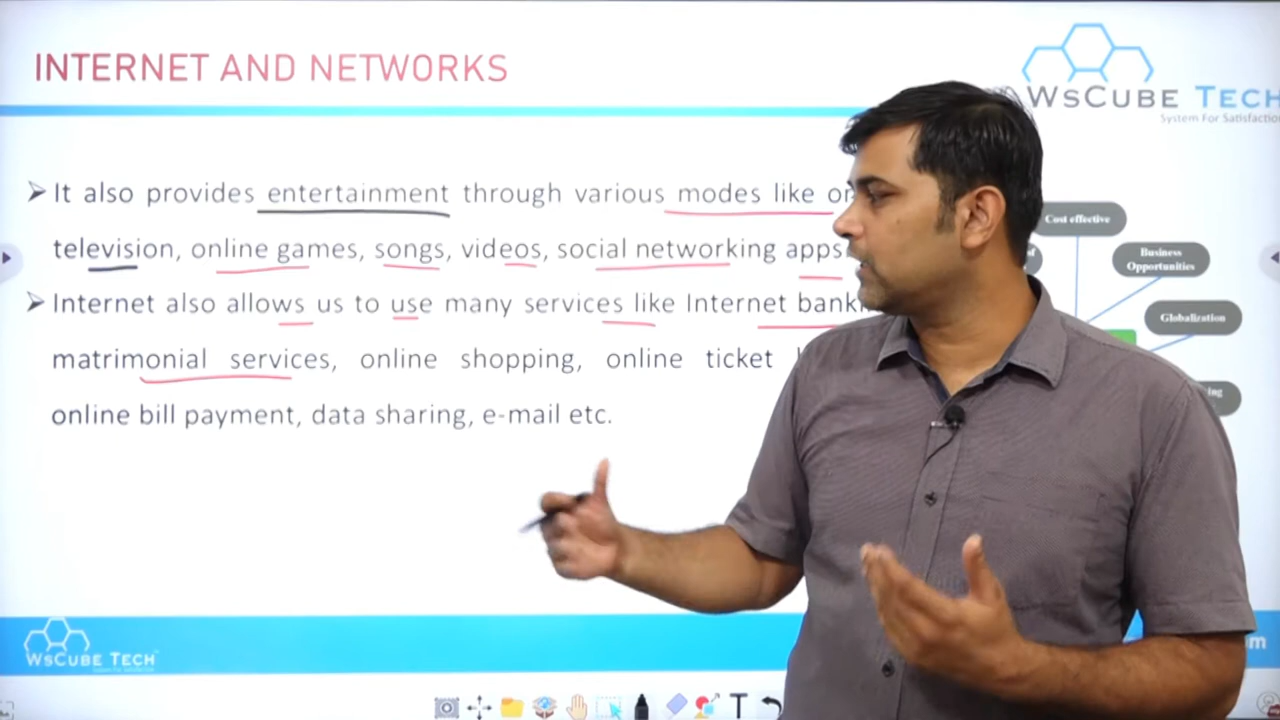 INTERNET AND NETWORKS
WsCube Tech
System For Satisfaction
➢ It also provides entertainment through various modes like
television, online games, songs, videos, social networking apps
➢ Internet also allows us to use many services like Internet
matrimonial services, online shopping, online ticket
online bill payment, data sharing, e-mail etc.
Cost effective
Business
Opportunities
Globalization
WsCube Tech
T